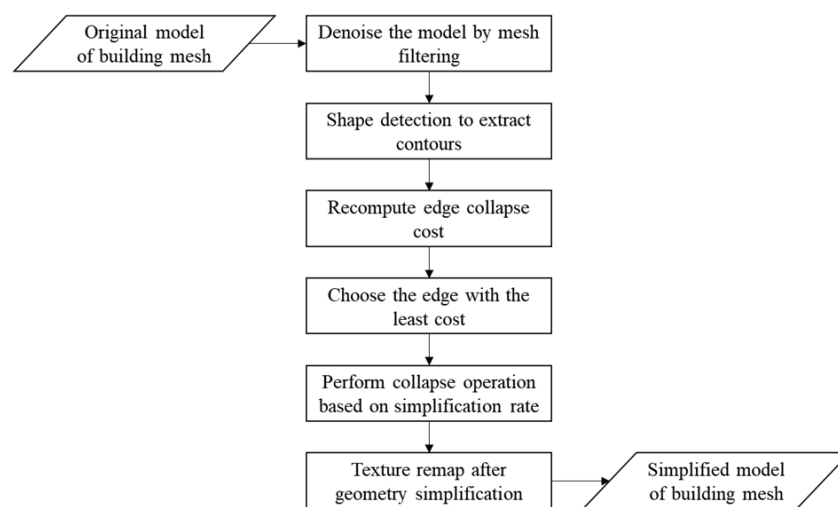 Original model
of building mesh
Denoise the model by mesh
filtering
Shape detection to extract
contours
Recompute edge collapse
cost
Choose the edge with the
least cost
Perform collapse operation
based on simplification rate
Texture remap after
geometry simplification
Simplified model
of building mesh